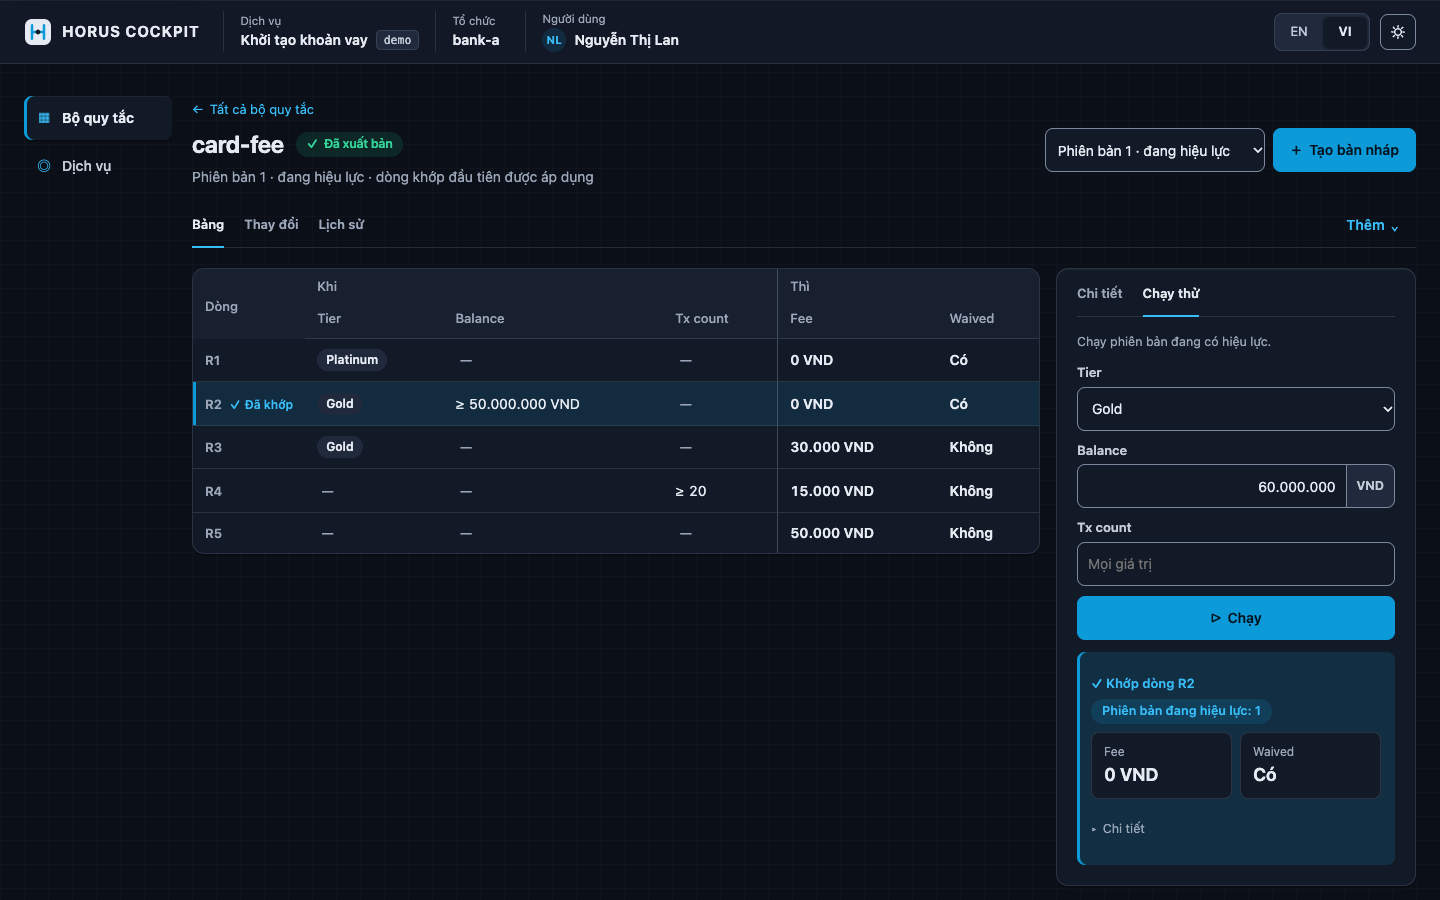 HORUS COCKPIT
Dịch vụ
Khởi tạo khoản vay demo
Tổ chức
bank-a
Người dùng
NL Nguyễn Thị Lan
EN VI
Bộ quy tắc
Dịch vụ
← Tất cả bộ quy tắc
card-fee ✓ Đã xuất bản
Phiên bản 1 · đang hiệu lực · dòng khớp đầu tiên được áp dụng
Phiên bản 1 · đang hiệu lực
+ Tạo bản nháp
Bảng Thay đổi Lịch sử
Thêm
Dòng Khi Thì
Tier Balance Tx count Fee Waived
R1 Platinum — — 0 VND Có
R2 ✓ Đã khớp Gold ≥ 50.000.000 VND — 0 VND Có
R3 Gold — — 30.000 VND Không
R4 — — ≥ 20 15.000 VND Không
R5 — — — 50.000 VND Không
Chi tiết Chạy thử
Chạy phiên bản đang có hiệu lực.
Tier
Gold
Balance
60.000.000 VND
Tx count
Mọi giá trị
Chạy
✓ Khớp dòng R2
Phiên bản đang hiệu lực: 1
Fee
0 VND
Waived
Có
Chi tiết